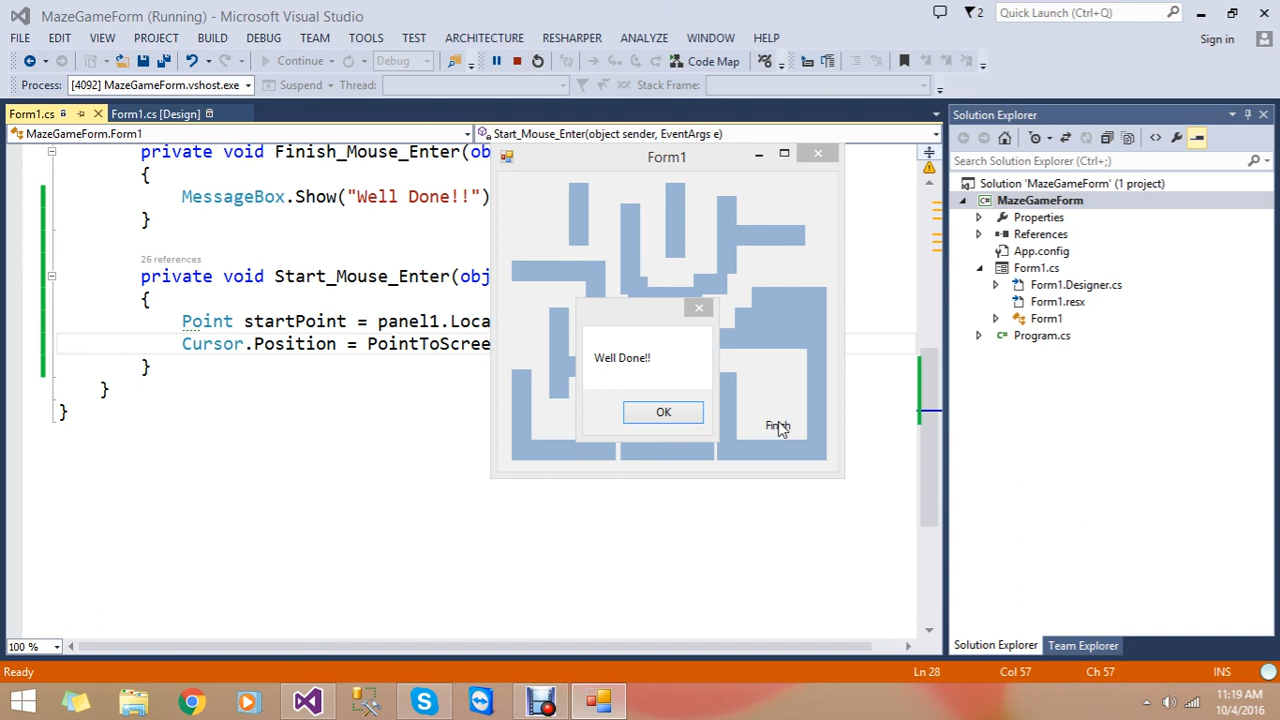 MazeGameForm (Running) - Microsoft Visual Studio
2
Quick Launch (Ctrl+Q)
FILE EDIT VIEW PROJECT BUILD DEBUG TEAM TOOLS TEST ARCHITECTURE RESHARPER ANALYZE WINDOW HELP
Sign in
Continue Debug Code Map
Process: [4092] MazeGameForm.vshost.exe Suspend Thread: Stack Frame:
Form1.cs Form1.cs [Design]
MazeGameForm.Form1 Start_Mouse_Enter(object sender, EventArgs e)
private void Finish_Mouse_Enter(ob
{
MessageBox.Show("Well Done!!")
}
26 references
private void Start_Mouse_Enter(obj
{
Point startPoint = panel1.Loca
Cursor.Position = PointToScree
}
}
}
Form1
Well Done!!
OK
Finish
Solution Explorer
Search Solution Explorer (Ctrl+;)
Solution 'MazeGameForm' (1 project)
MazeGameForm
Properties
References
App.config
Form1.cs
Form1.Designer.cs
Form1.resx
Form1
Program.cs
Solution Explorer Team Explorer
100 %
Ready Ln 28 Col 57 Ch 57 INS
11:19 AM
10/4/2016